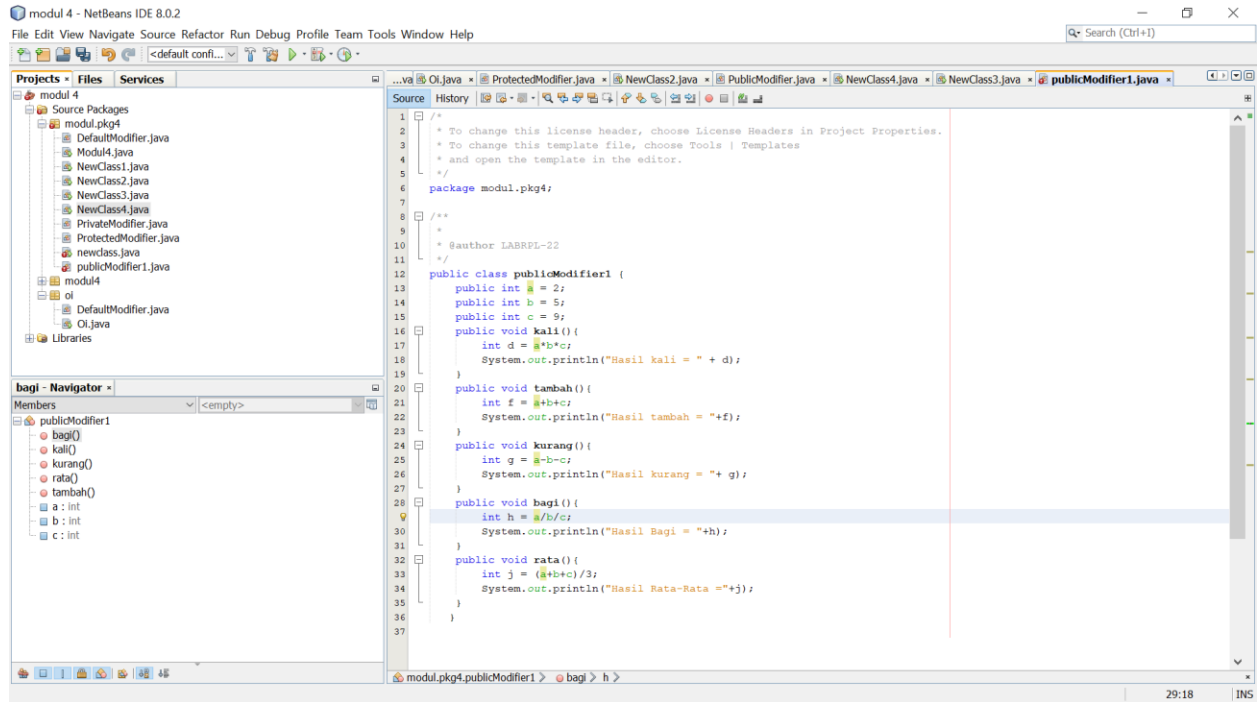 modul 4 - NetBeans IDE 8.0.2
File Edit View Navigate Source Refactor Run Debug Profile Team Tools Window Help
Search (Ctrl+I)
<default confi...
Projects × Files Services
modul 4
Source Packages
modul.pkg4
DefaultModifier.java
Modul4.java
NewClass1.java
NewClass2.java
NewClass3.java
NewClass4.java
PrivateModifier.java
ProtectedModifier.java
newclass.java
publicModifier1.java
modul4
oi
DefaultModifier.java
Oi.java
Libraries
bagi - Navigator ×
Members <empty>
publicModifier1
bagi()
kali()
kurang()
rata()
tambah()
a : int
b : int
c : int
...va Oi.java × ProtectedModifier.java × NewClass2.java × PublicModifier.java × NewClass4.java × NewClass3.java × publicModifier1.java ×
Source History
1 /*
2 * To change this license header, choose License Headers in Project Properties.
3 * To change this template file, choose Tools | Templates
4 * and open the template in the editor.
5 */
6 package modul.pkg4;
7
8 /**
9 *
10 * @author LABRPL-22
11 */
12 public class publicModifier1 {
13 public int a = 2;
14 public int b = 5;
15 public int c = 9;
16 public void kali(){
17 int d = a*b*c;
18 System.out.println("Hasil kali = " + d);
19 }
20 public void tambah(){
21 int f = a+b+c;
22 System.out.println("Hasil tambah = "+f);
23 }
24 public void kurang(){
25 int g = a-b-c;
26 System.out.println("Hasil kurang = "+ g);
27 }
28 public void bagi(){
int h = a/b/c;
30 System.out.println("Hasil Bagi = "+h);
31 }
32 public void rata(){
33 int j = (a+b+c)/3;
34 System.out.println("Hasil Rata-Rata ="+j);
35 }
36 }
37
modul.pkg4.publicModifier1 > bagi > h >
29:18 INS